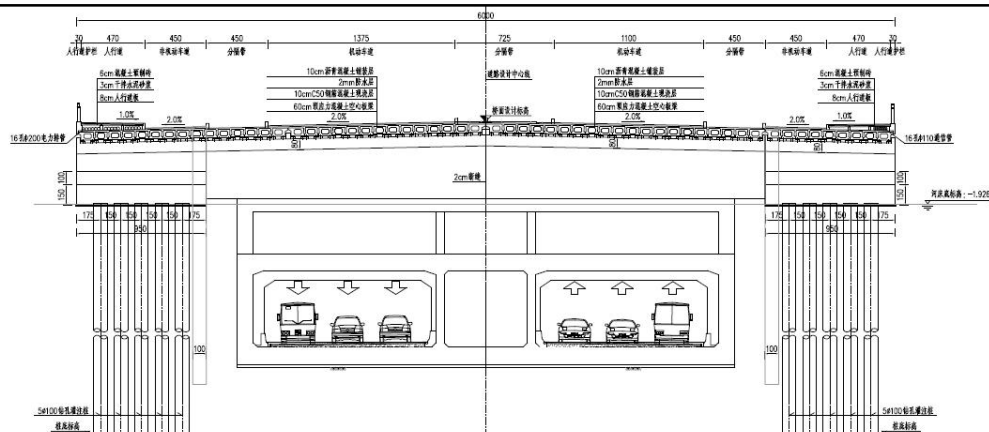 6000
30 470 450 450 1375 725 1100 450 450 470 30
人行道护栏 人行道 非机动车道 分隔带 机动车道 分隔带 机动车道 分隔带 非机动车道 人行道 人行道护栏
6cm混凝土预制砖 10cm沥青混凝土铺装层 道路设计中心线 10cm沥青混凝土铺装层 6cm混凝土预制砖
3cm干拌水泥砂浆 2mm防水层 2mm防水层 3cm干拌水泥砂浆
8cm人行道板 10cmC50钢筋混凝土现浇层 10cmC50钢筋混凝土现浇层 8cm人行道板
60cm预应力混凝土空心板梁 桥面设计标高 60cm预应力混凝土空心板梁
1.0% 2.0% 2.0% 2.0% 2.0% 1.0%
16孔φ200电力排管 80 80 80 80 16孔φ110通信管
2cm断缝
100 100
150 150
河床底标高：-1.926
175 150 150 150 150 175 175 150 150 150 150 175
950 950
100 100
5φ100钻孔灌注桩 5φ100钻孔灌注桩
桩底标高 桩底标高